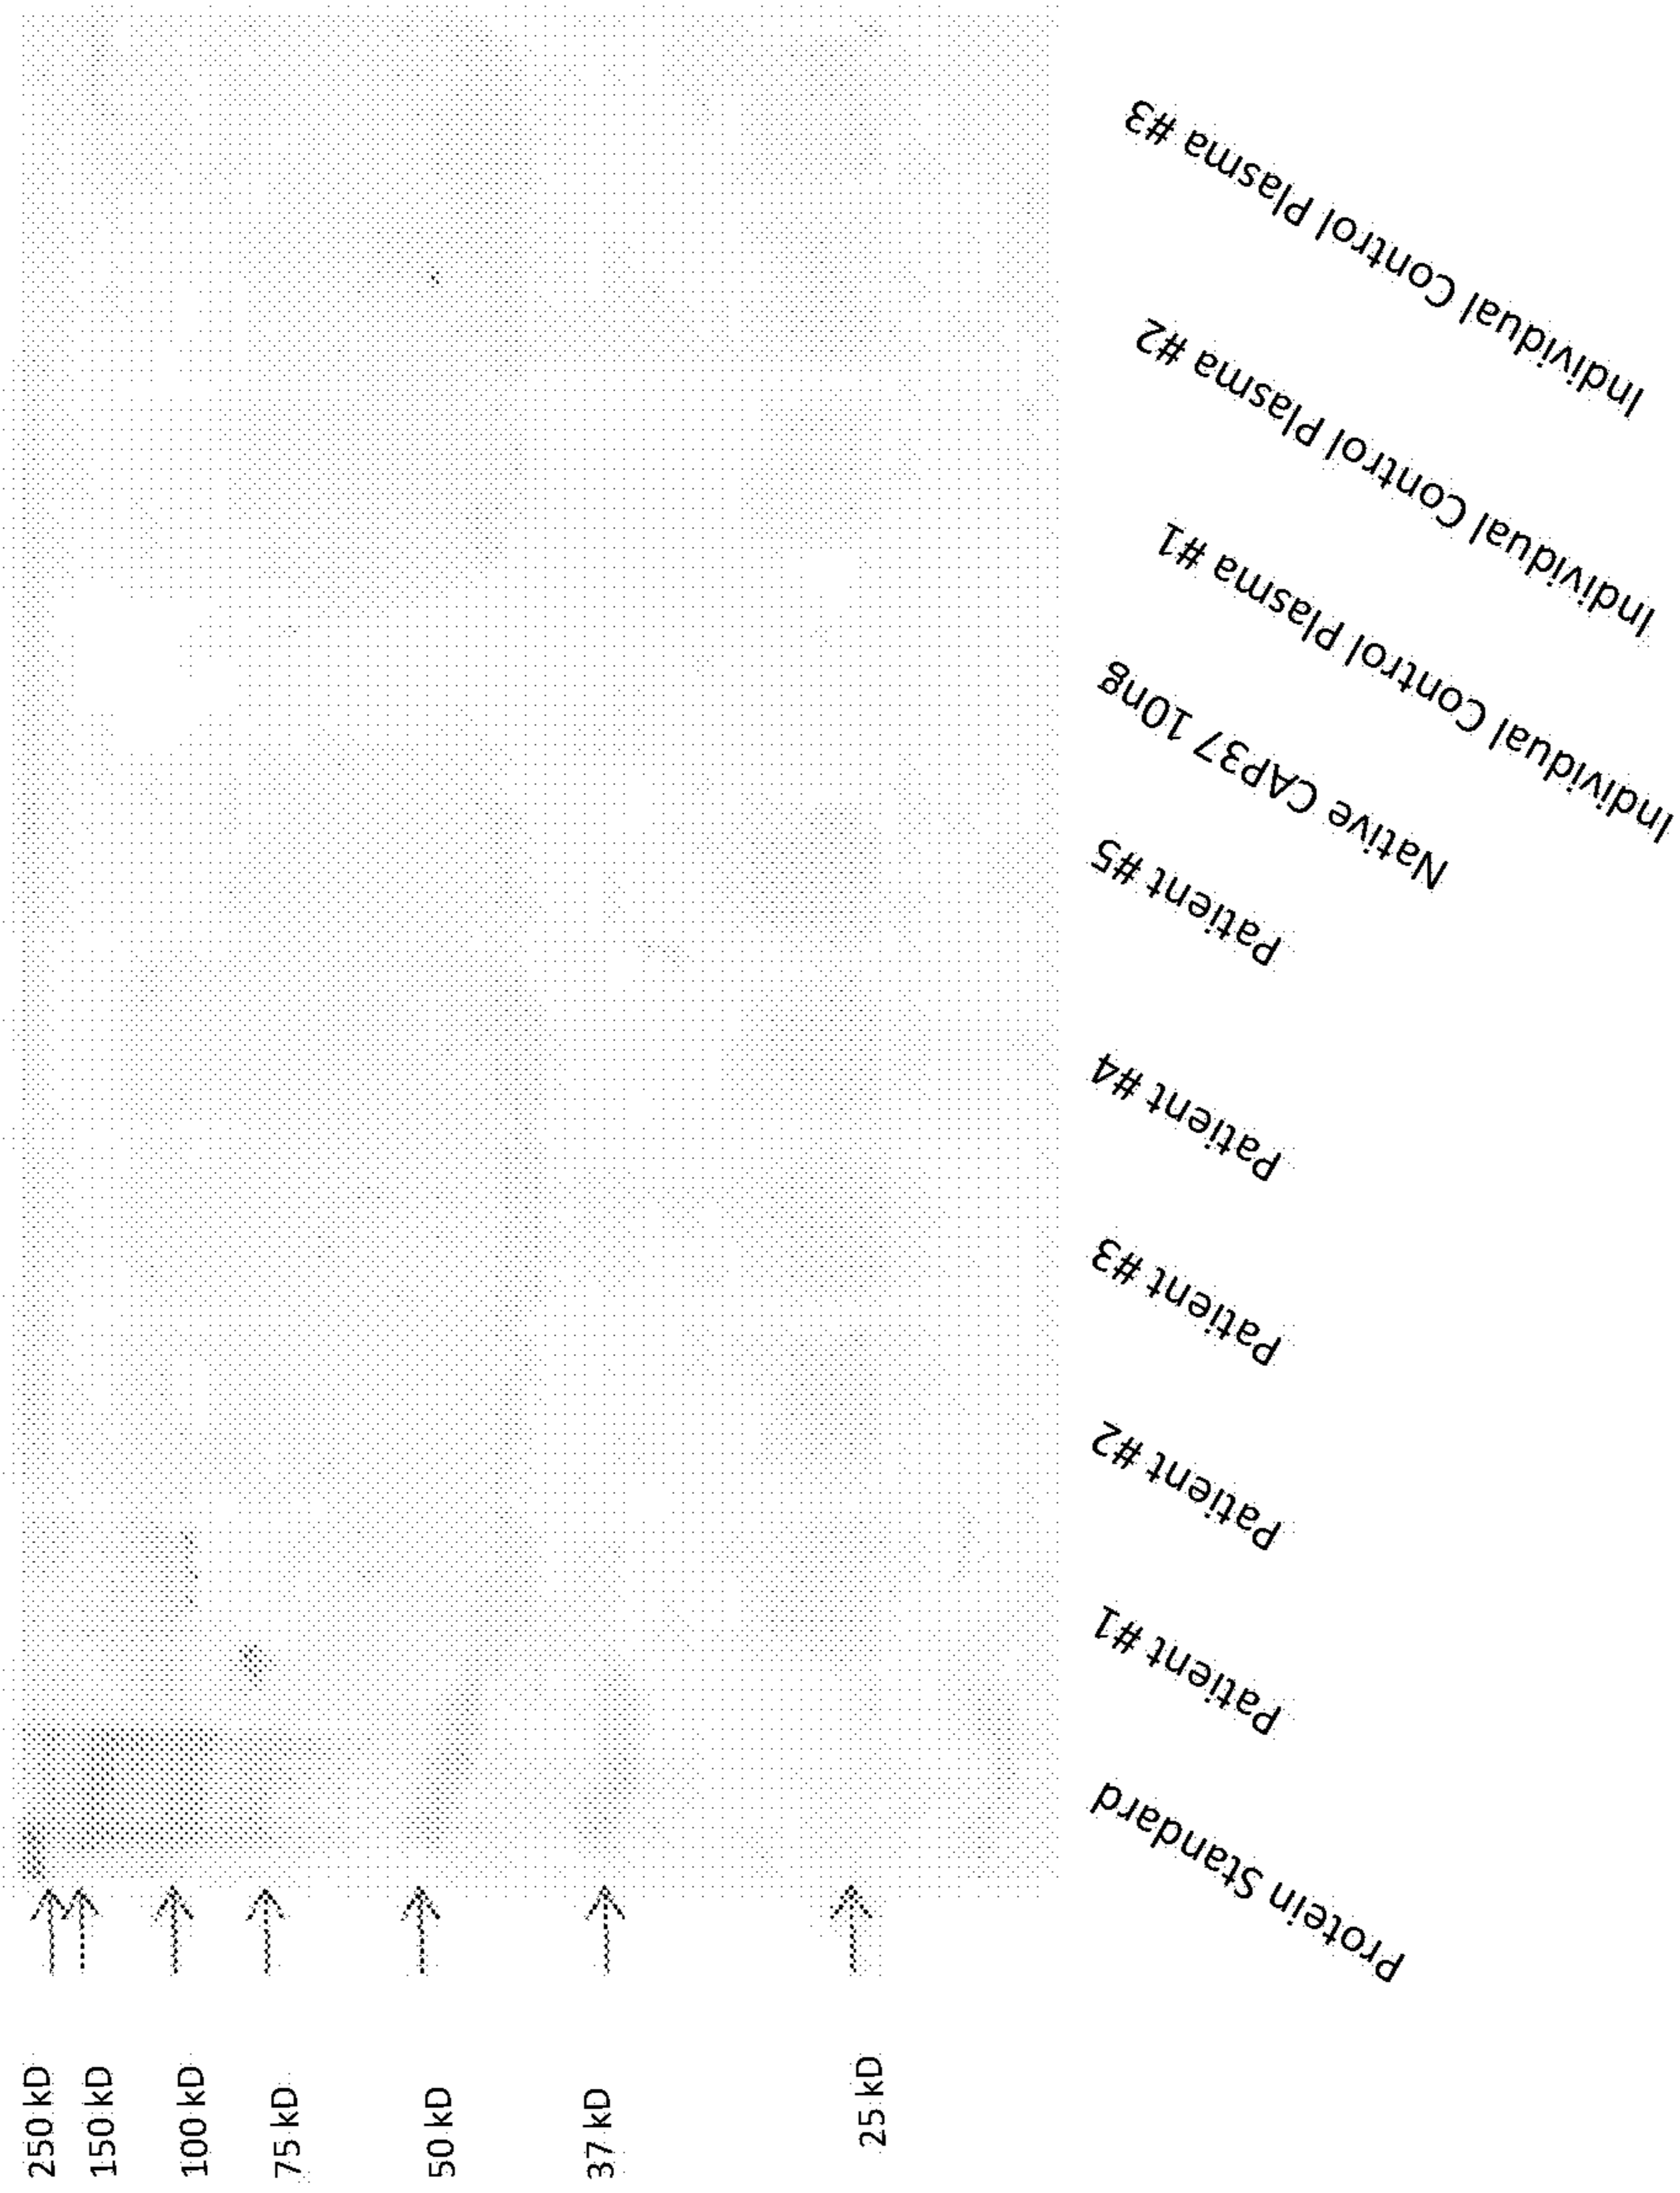 250 kD
150 kD
100 kD
75 kD
50 kD
37 kD
25 kD
Protein Standard
Patient #1
Patient #2
Patient #3
Patient #4
Patient #5
Native CAP37 10ng
Individual Control Plasma #1
Individual Control Plasma #2
Individual Control Plasma #3